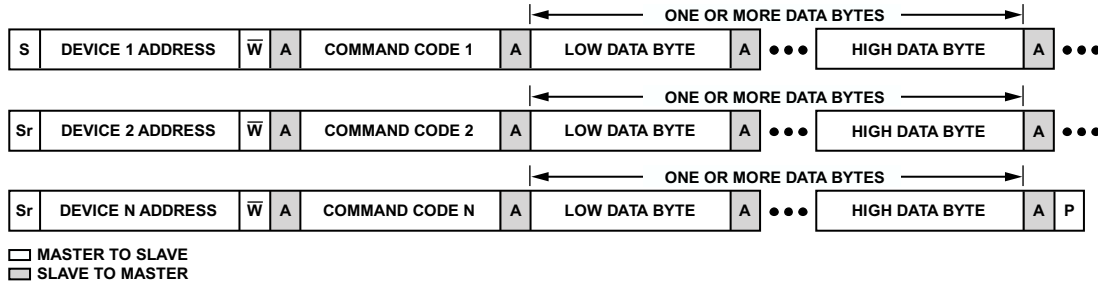 ONE OR MORE DATA BYTES
S DEVICE 1 ADDRESS W̅ A COMMAND CODE 1 A LOW DATA BYTE A ●●● HIGH DATA BYTE A ●●●
ONE OR MORE DATA BYTES
Sr DEVICE 2 ADDRESS W̅ A COMMAND CODE 2 A LOW DATA BYTE A ●●● HIGH DATA BYTE A ●●●
ONE OR MORE DATA BYTES
Sr DEVICE N ADDRESS W̅ A COMMAND CODE N A LOW DATA BYTE A ●●● HIGH DATA BYTE A P
MASTER TO SLAVE
SLAVE TO MASTER